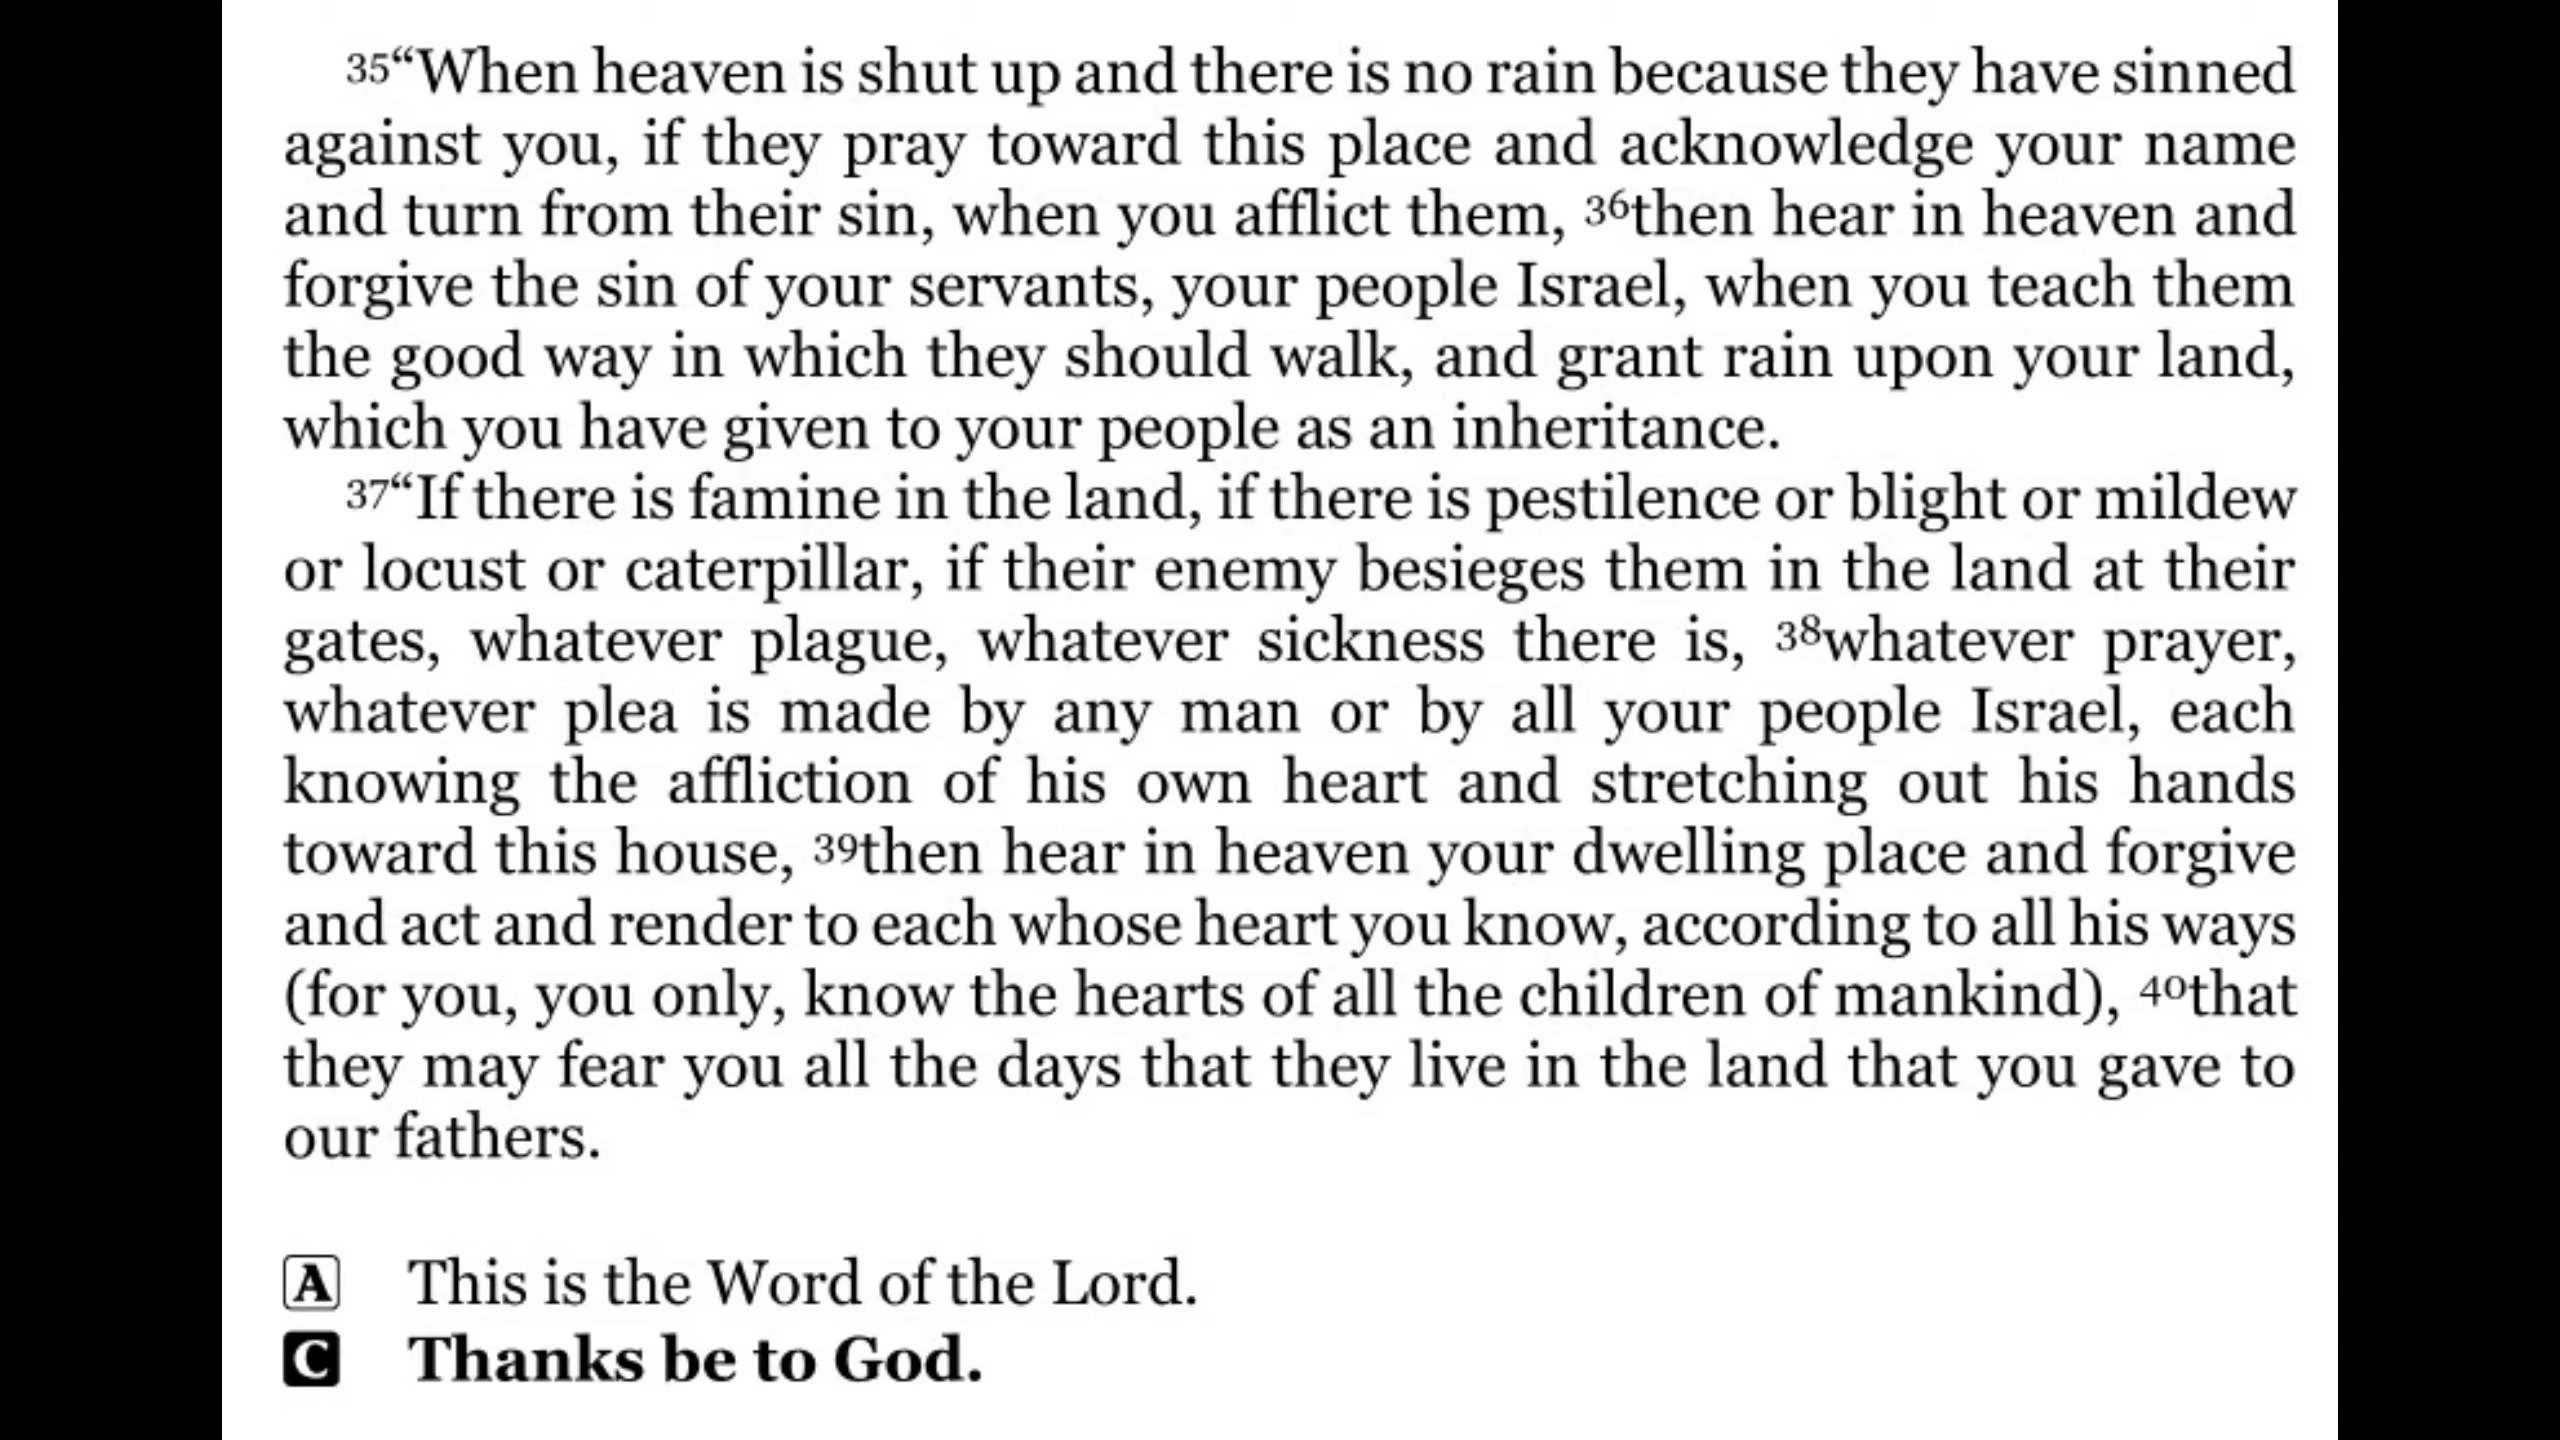 35“When heaven is shut up and there is no rain because they have sinned
against you, if they pray toward this place and acknowledge your name
and turn from their sin, when you afflict them, 36then hear in heaven and
forgive the sin of your servants, your people Israel, when you teach them
the good way in which they should walk, and grant rain upon your land,
which you have given to your people as an inheritance.
37“If there is famine in the land, if there is pestilence or blight or mildew
or locust or caterpillar, if their enemy besieges them in the land at their
gates, whatever plague, whatever sickness there is, 38whatever prayer,
whatever plea is made by any man or by all your people Israel, each
knowing the affliction of his own heart and stretching out his hands
toward this house, 39then hear in heaven your dwelling place and forgive
and act and render to each whose heart you know, according to all his ways
(for you, you only, know the hearts of all the children of mankind), 40that
they may fear you all the days that they live in the land that you gave to
our fathers.
A This is the Word of the Lord.
C Thanks be to God.